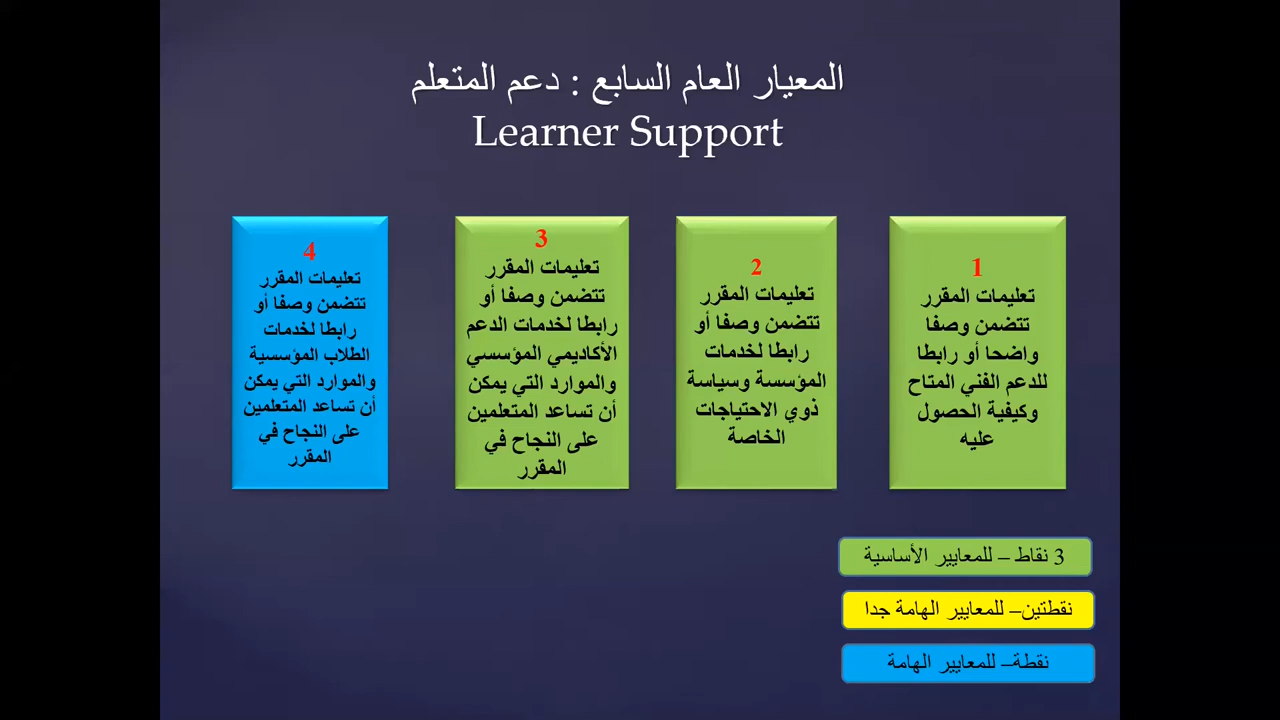 المعيار العام السابع : دعم المتعلم
Learner Support
1
تعليمات المقرر
تتضمن وصفا
واضحا أو رابطا
للدعم الفني المتاح
وكيفية الحصول
عليه
2
تعليمات المقرر
تتضمن وصفا أو
رابطا لخدمات
المؤسسة وسياسة
ذوي الاحتياجات
الخاصة
3
تعليمات المقرر
تتضمن وصفا أو
رابطا لخدمات الدعم
الأكاديمي المؤسسي
والموارد التي يمكن
أن تساعد المتعلمين
على النجاح في
المقرر
4
تعليمات المقرر
تتضمن وصفا أو
رابطا لخدمات
الطلاب المؤسسية
والموارد التي يمكن
أن تساعد المتعلمين
على النجاح في
المقرر
3 نقاط – للمعايير الأساسية
نقطتين– للمعايير الهامة جدا
نقطة– للمعايير الهامة